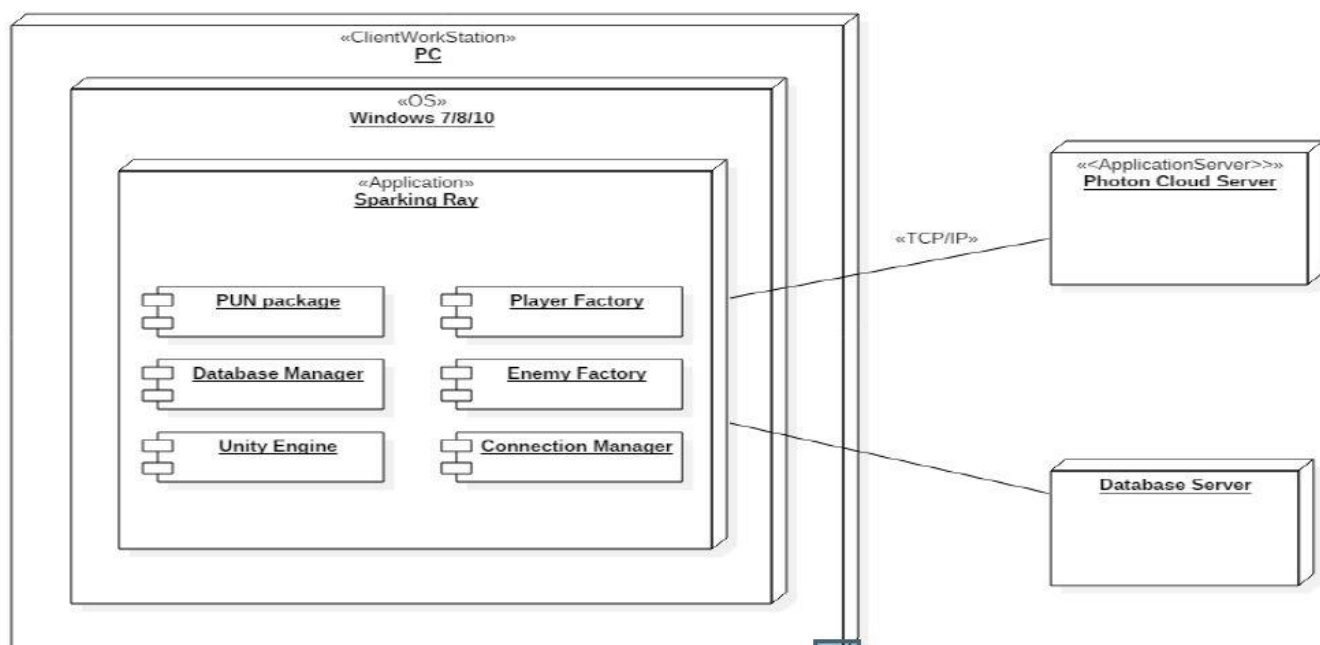 «ClientWorkStation»
PC
«OS»
Windows 7/8/10
«Application»
Sparking Ray
PUN package
Player Factory
Database Manager
Enemy Factory
Unity Engine
Connection Manager
«TCP/IP»
«<ApplicationServer>>»
Photon Cloud Server
Database Server